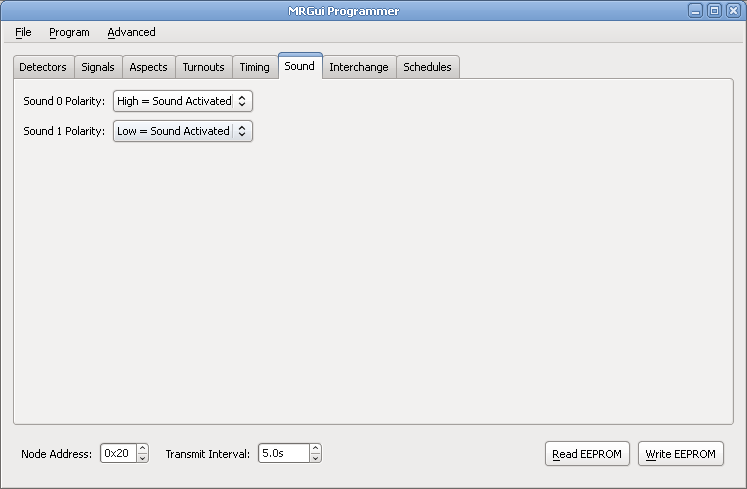 MRGui Programmer
File Program Advanced
Detectors Signals Aspects Turnouts Timing Sound Interchange Schedules
Sound 0 Polarity: High = Sound Activated
Sound 1 Polarity: Low = Sound Activated
Node Address: 0x20 Transmit Interval: 5.0s Read EEPROM Write EEPROM